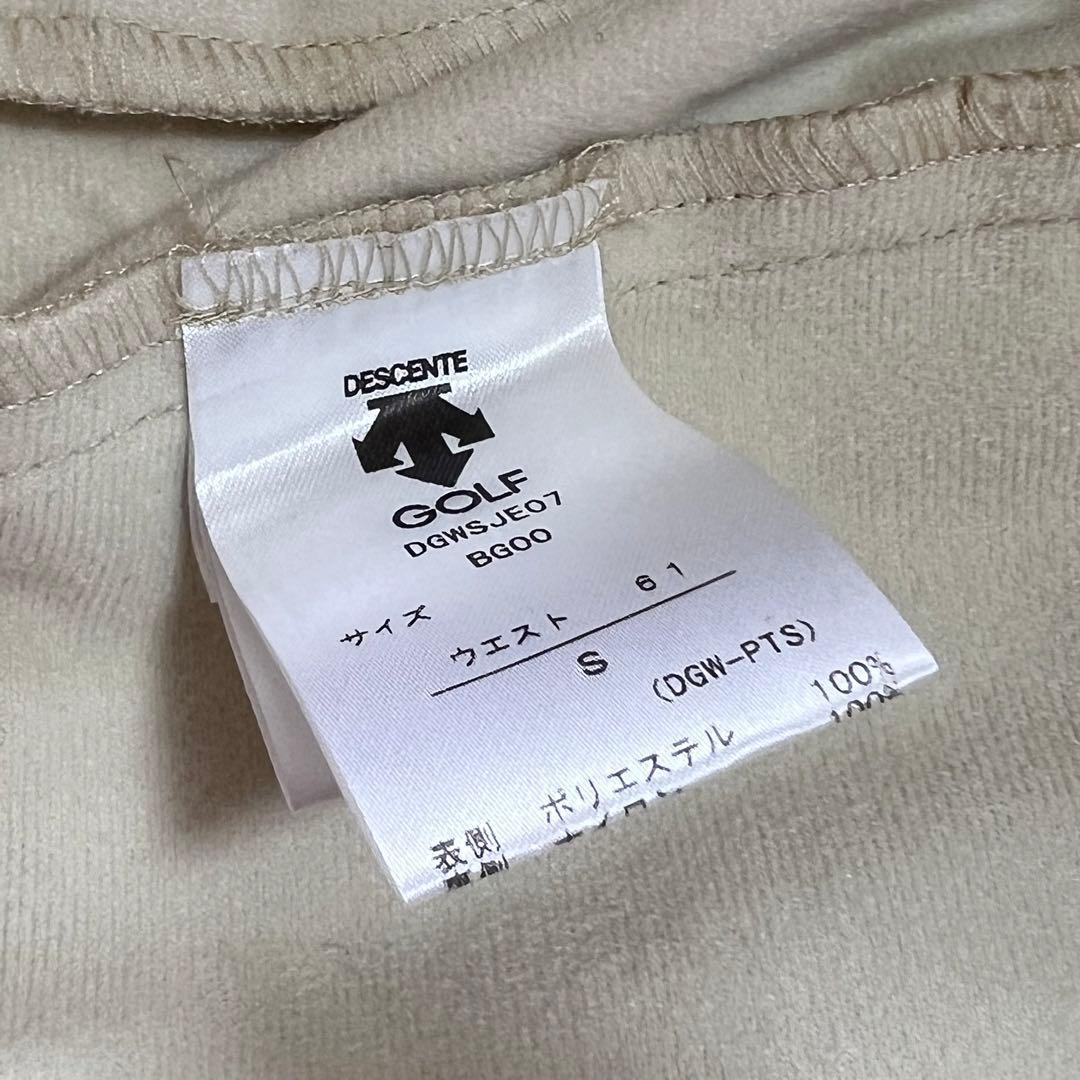 DESCENTE
GOLF
DGWSJE07
BG00
サイズ
ウエスト 61
S
(DGW-PTS)
表側 ポリエステル 100%